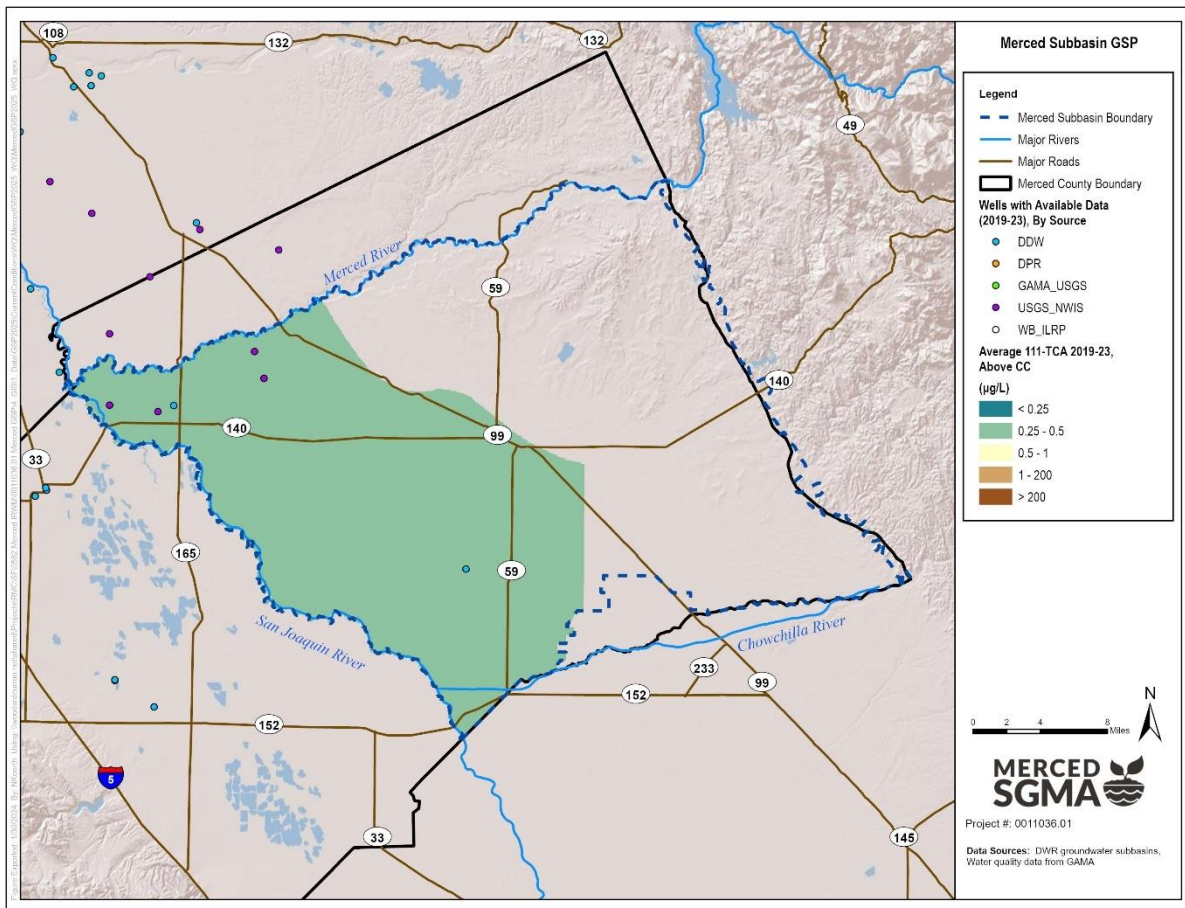 108
132
132
49
Merced River
59
140
140
99
33
165
59
San Joaquin River
Chowchilla River
233
99
152
152
5
33
145
Merced Subbasin GSP
Legend
Merced Subbasin Boundary
Major Rivers
Major Roads
Merced County Boundary
Wells with Available Data
(2019-23), By Source
DDW
DPR
GAMA_USGS
USGS_NWIS
WB_ILRP
Average 111-TCA 2019-23,
Above CC
(µg/L)
< 0.25
0.25 - 0.5
0.5 - 1
1 - 200
> 200
N
0 2 4 8
Miles
MERCED
SGMA
Project #: 0011036.01
Data Sources: DWR groundwater subbasins,
Water quality data from GAMA